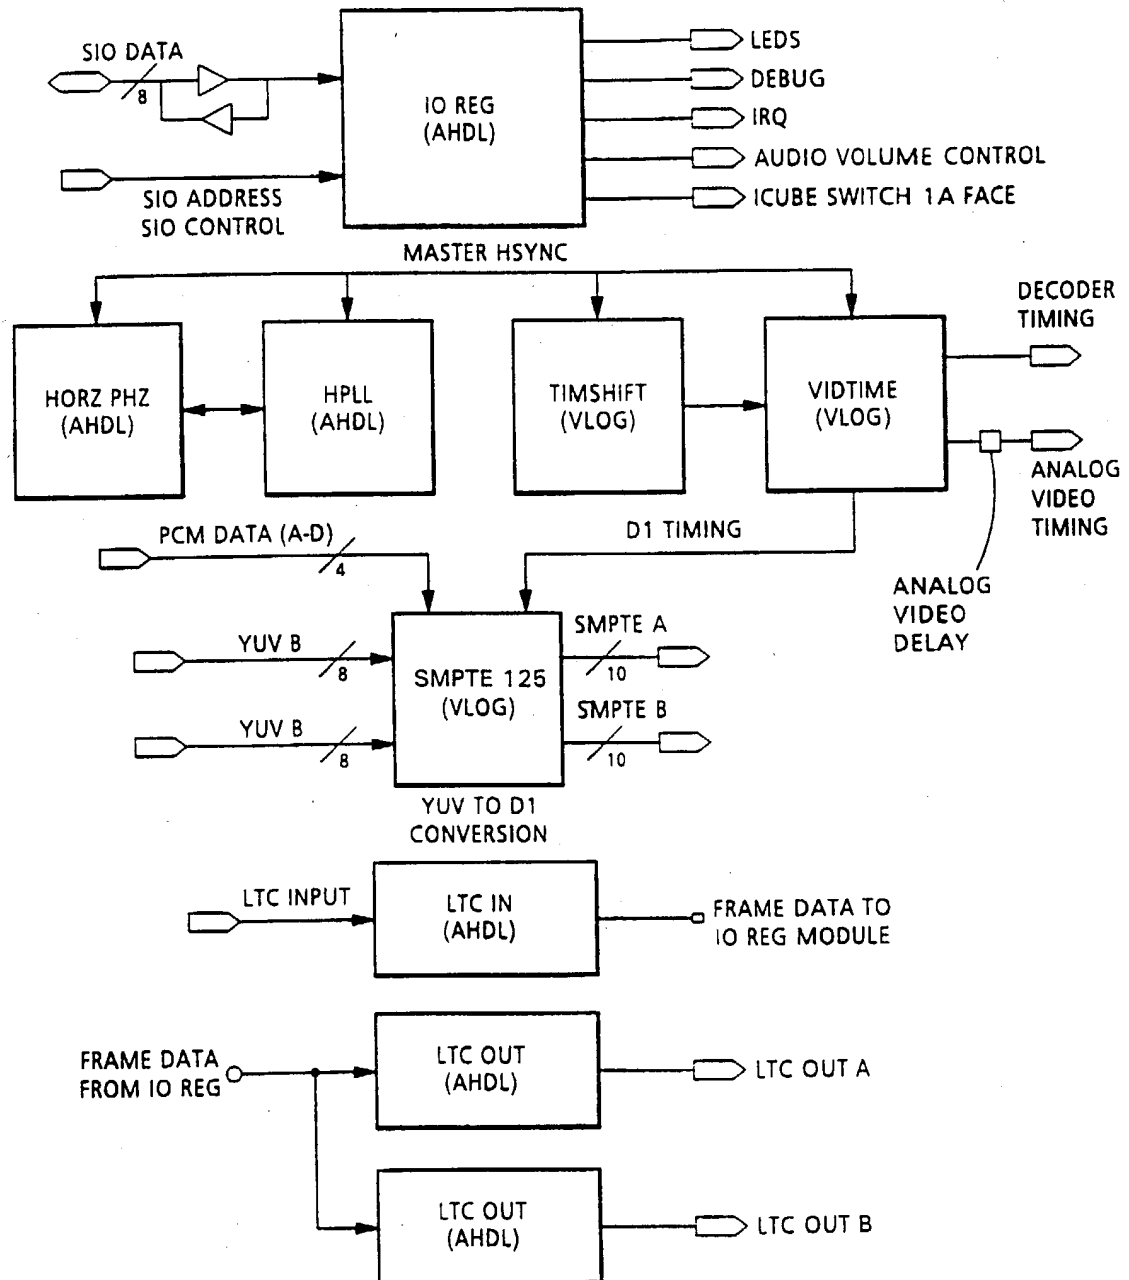 SIO DATA
8
IO REG
(AHDL)
LEDS
DEBUG
IRQ
AUDIO VOLUME CONTROL
ICUBE SWITCH 1A FACE
SIO ADDRESS
SIO CONTROL
MASTER HSYNC
HORZ PHZ
(AHDL)
HPLL
(AHDL)
TIMSHIFT
(VLOG)
VIDTIME
(VLOG)
DECODER
TIMING
ANALOG
VIDEO
TIMING
ANALOG
VIDEO
DELAY
PCM DATA (A-D)
4
D1 TIMING
YUV B
8
YUV B
8
SMPTE 125
(VLOG)
SMPTE A
10
SMPTE B
10
YUV TO D1
CONVERSION
LTC INPUT
LTC IN
(AHDL)
FRAME DATA TO
IO REG MODULE
FRAME DATA
FROM IO REG
LTC OUT
(AHDL)
LTC OUT A
LTC OUT
(AHDL)
LTC OUT B